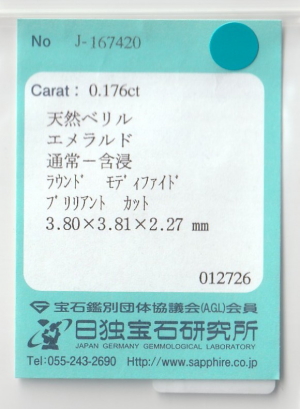 No J-167420
Carat: 0.176ct
天然ベリル
エメラルド
通常－含浸
ﾗｳﾝﾄﾞ ﾓﾃﾞｨﾌｧｲﾄﾞ
ﾌﾞﾘﾘｱﾝﾄ ｶｯﾄ
3.80×3.81×2.27 mm
012726
宝石鑑別団体協議会(AGL)会員
日独宝石研究所
JAPAN GERMANY GEMMOLOGICAL LABORATORY
Tel:055-243-2690 Http://www.sapphire.co.jp